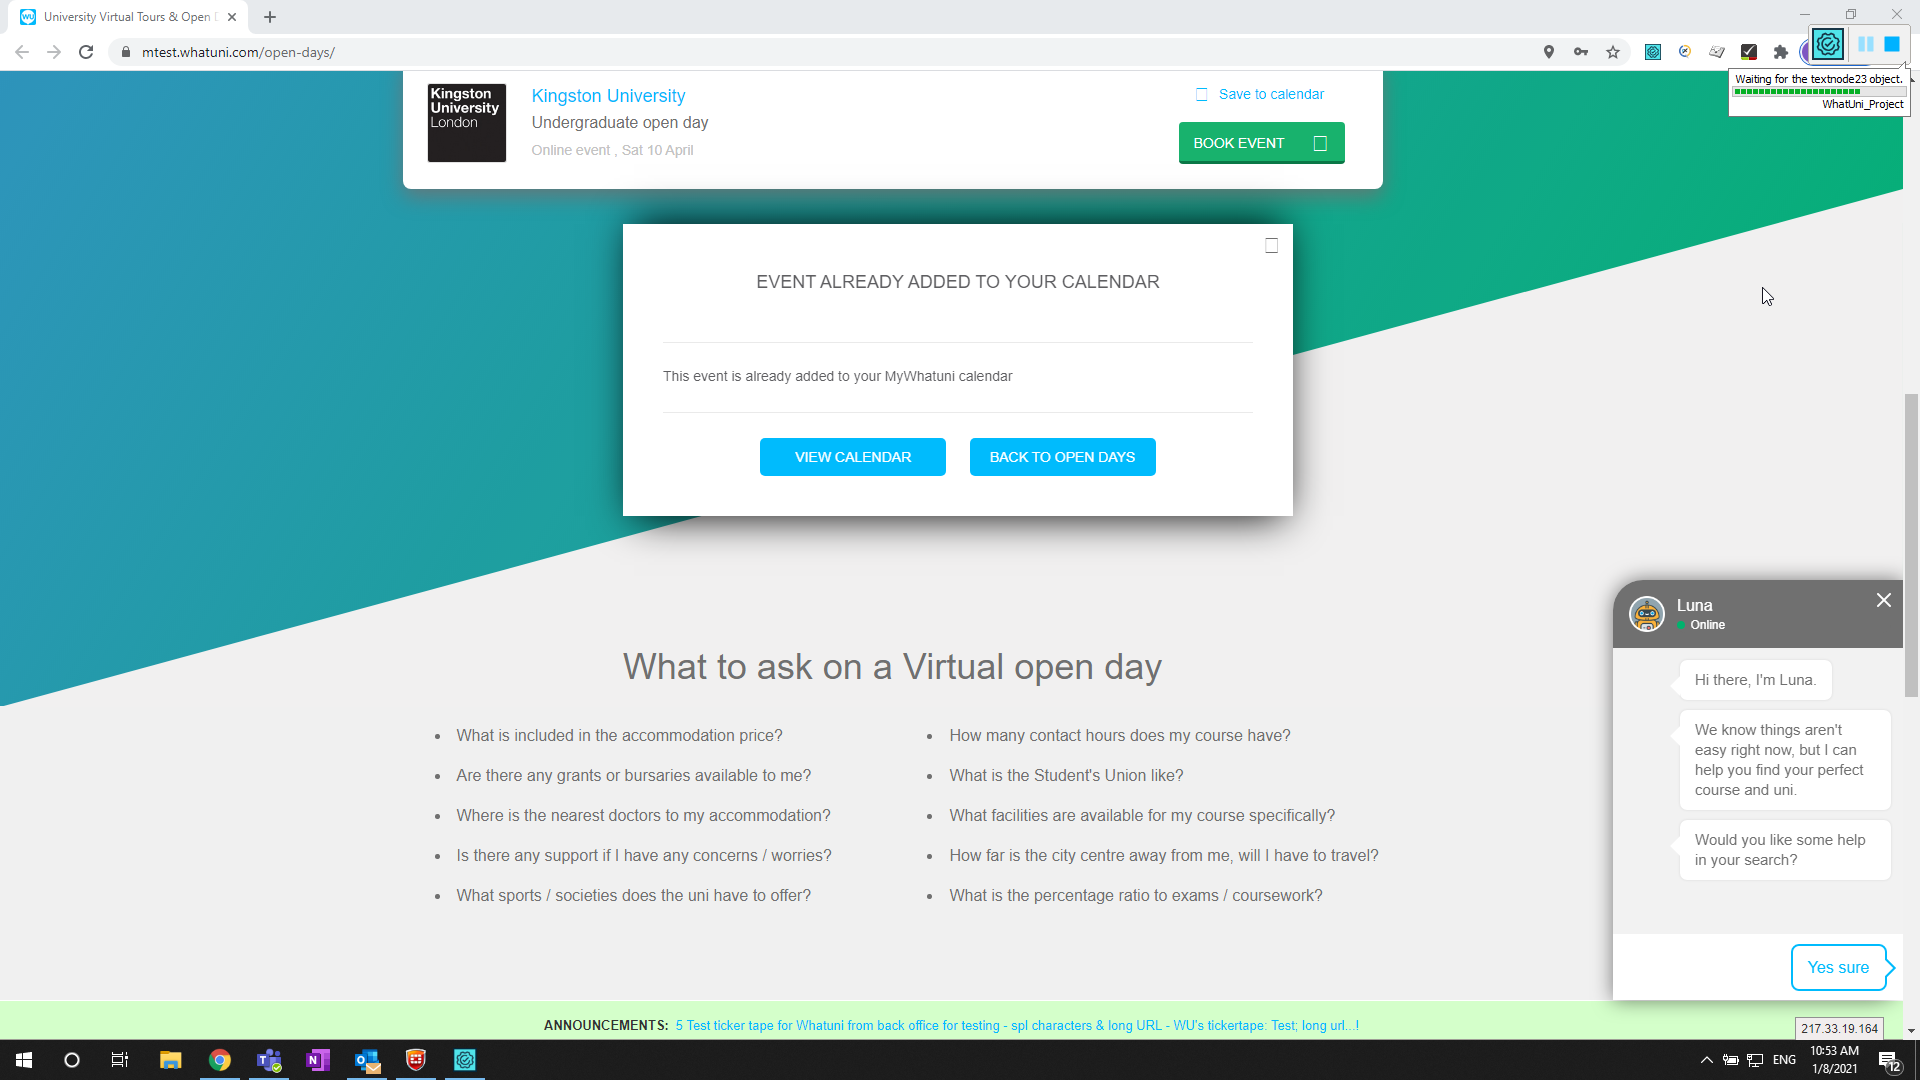 University Virtual Tours & Open D
mtest.whatuni.com/open-days/
Waiting for the textnode23 object.
WhatUni_Project
Kingston
University
London
Kingston University
Undergraduate open day
Online event , Sat 10 April
Save to calendar
BOOK EVENT
EVENT ALREADY ADDED TO YOUR CALENDAR
This event is already added to your MyWhatuni calendar
VIEW CALENDAR
BACK TO OPEN DAYS
What to ask on a Virtual open day
What is included in the accommodation price?
Are there any grants or bursaries available to me?
Where is the nearest doctors to my accommodation?
Is there any support if I have any concerns / worries?
What sports / societies does the uni have to offer?
How many contact hours does my course have?
What is the Student's Union like?
What facilities are available for my course specifically?
How far is the city centre away from me, will I have to travel?
What is the percentage ratio to exams / coursework?
Luna
Online
Hi there, I'm Luna.
We know things aren't
easy right now, but I can
help you find your perfect
course and uni.
Would you like some help
in your search?
Yes sure
ANNOUNCEMENTS: 5 Test ticker tape for Whatuni from back office for testing - spl characters & long URL - WU's tickertape: Test; long url...!
217.33.19.164
ENG
10:53 AM
1/8/2021
12